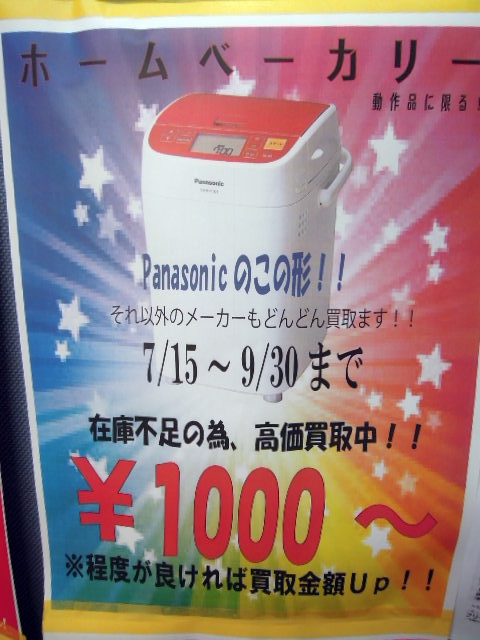 ホームベーカリー
動作品に限る
Panasonic
Panasonicのこの形！！
それ以外のメーカーもどんどん買取ます！！
7/15～9/30まで
在庫不足の為、高価買取中！！
￥1000～
※程度が良ければ買取金額Up！！